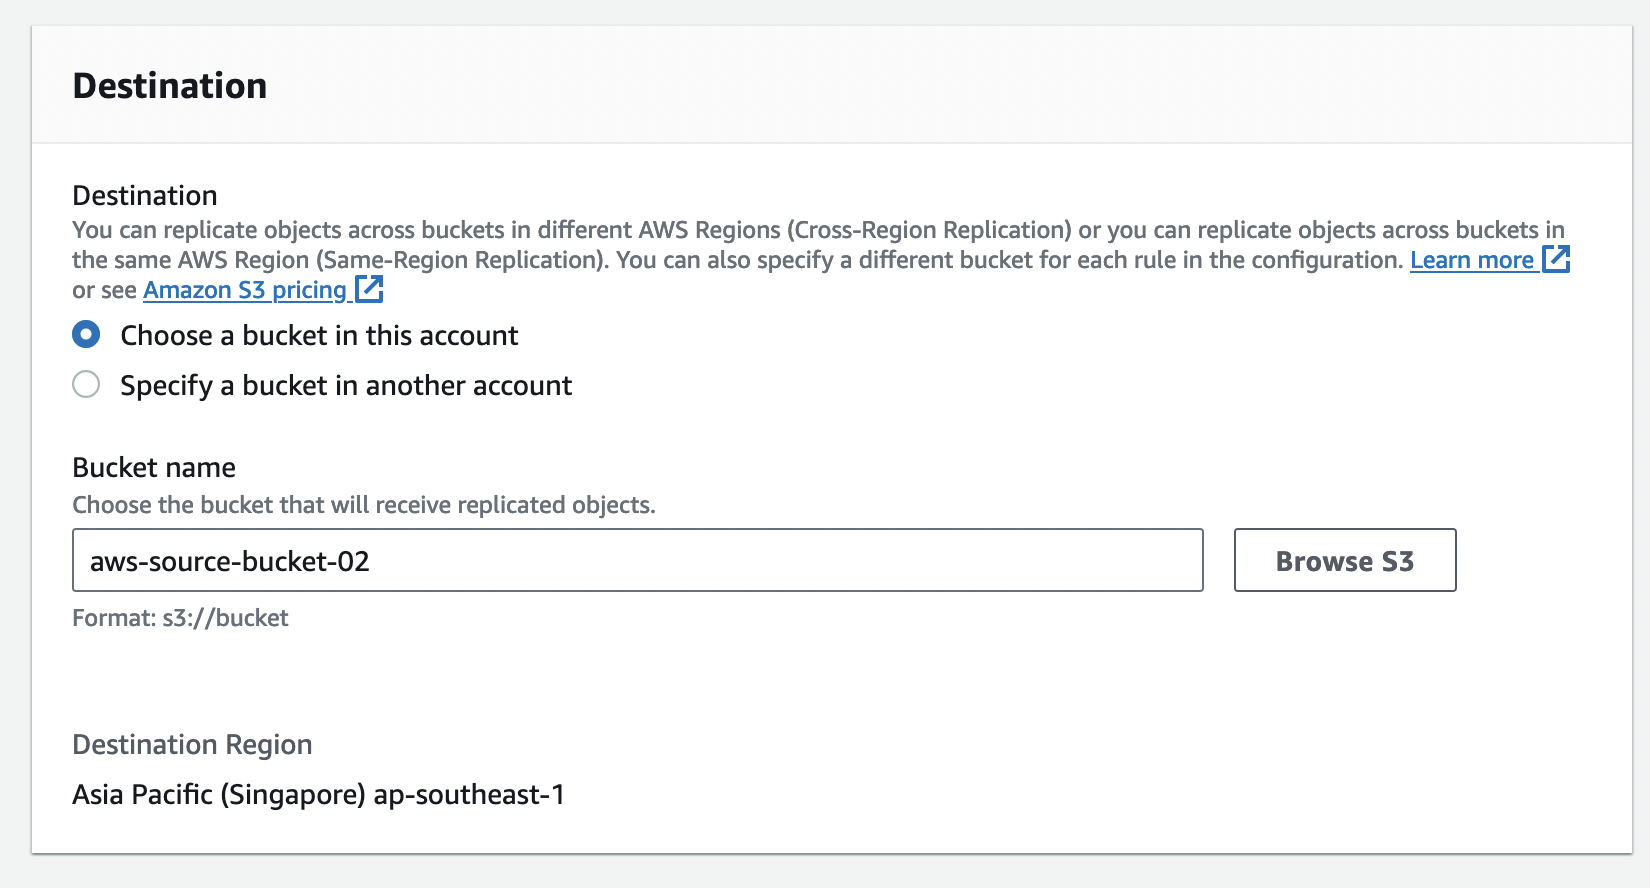 Destination
Destination
You can replicate objects across buckets in different AWS Regions (Cross-Region Replication) or you can replicate objects across buckets in
the same AWS Region (Same-Region Replication). You can also specify a different bucket for each rule in the configuration. Learn more
or see Amazon S3 pricing
Choose a bucket in this account
Specify a bucket in another account
Bucket name
Choose the bucket that will receive replicated objects.
aws-source-bucket-02
Browse S3
Format: s3://bucket
Destination Region
Asia Pacific (Singapore) ap-southeast-1